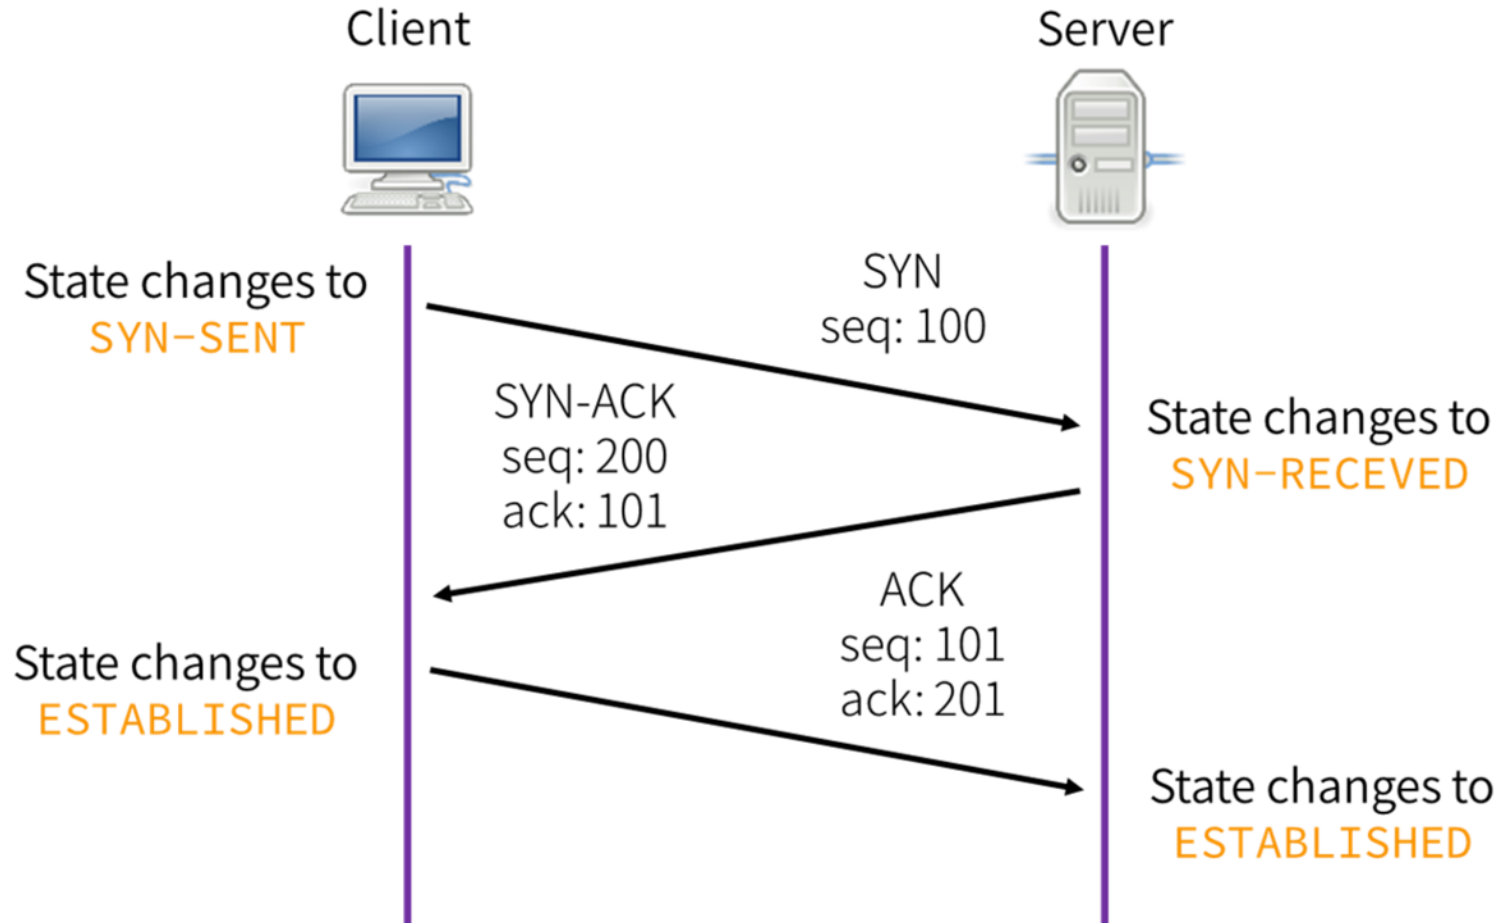 Client
Server
State changes to
SYN-SENT
SYN
seq: 100
SYN-ACK
seq: 200
ack: 101
State changes to
SYN-RECEVED
ACK
seq: 101
ack: 201
State changes to
ESTABLISHED
State changes to
ESTABLISHED